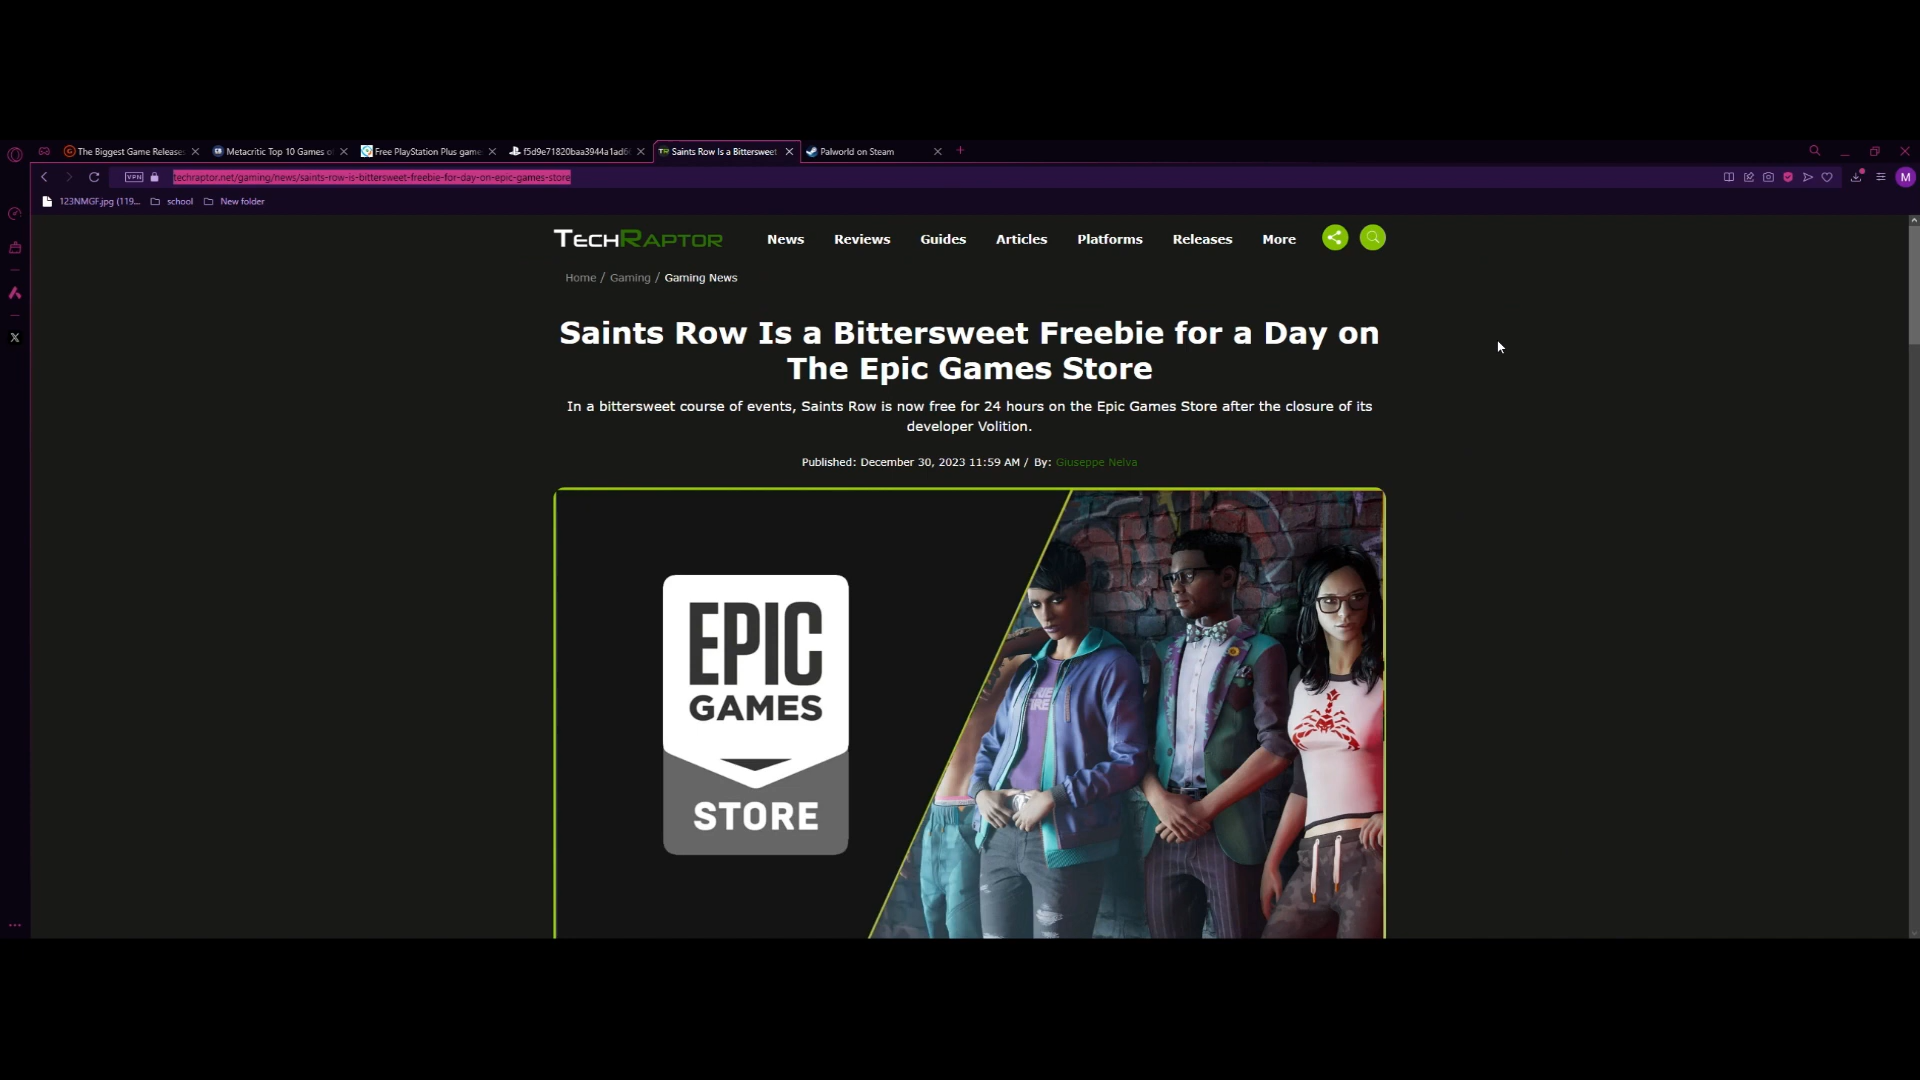 The Biggest Game Releases
Metacritic Top 10 Games o
Free PlayStation Plus game
f5d9e71820baa3944a1ad6
Saints Row Is a Bittersweet
Palworld on Steam
VPN
techraptor.net/gaming/news/saints-row-is-bittersweet-freebie-for-day-on-epic-games-store
M
123NMGF.jpg (119...
school
New folder
TECHRAPTOR
News
Reviews
Guides
Articles
Platforms
Releases
More
Home / Gaming / Gaming News
Saints Row Is a Bittersweet Freebie for a Day on
The Epic Games Store
In a bittersweet course of events, Saints Row is now free for 24 hours on the Epic Games Store after the closure of its
developer Volition.
Published: December 30, 2023 11:59 AM / By: Giuseppe Nelva
EPIC
GAMES
STORE